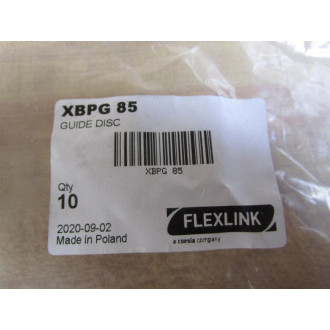 XBPG 85
GUIDE DISC
XBPG 85
Qty
10
2020-09-02
Made in Poland
FLEXLINK
a coesia company